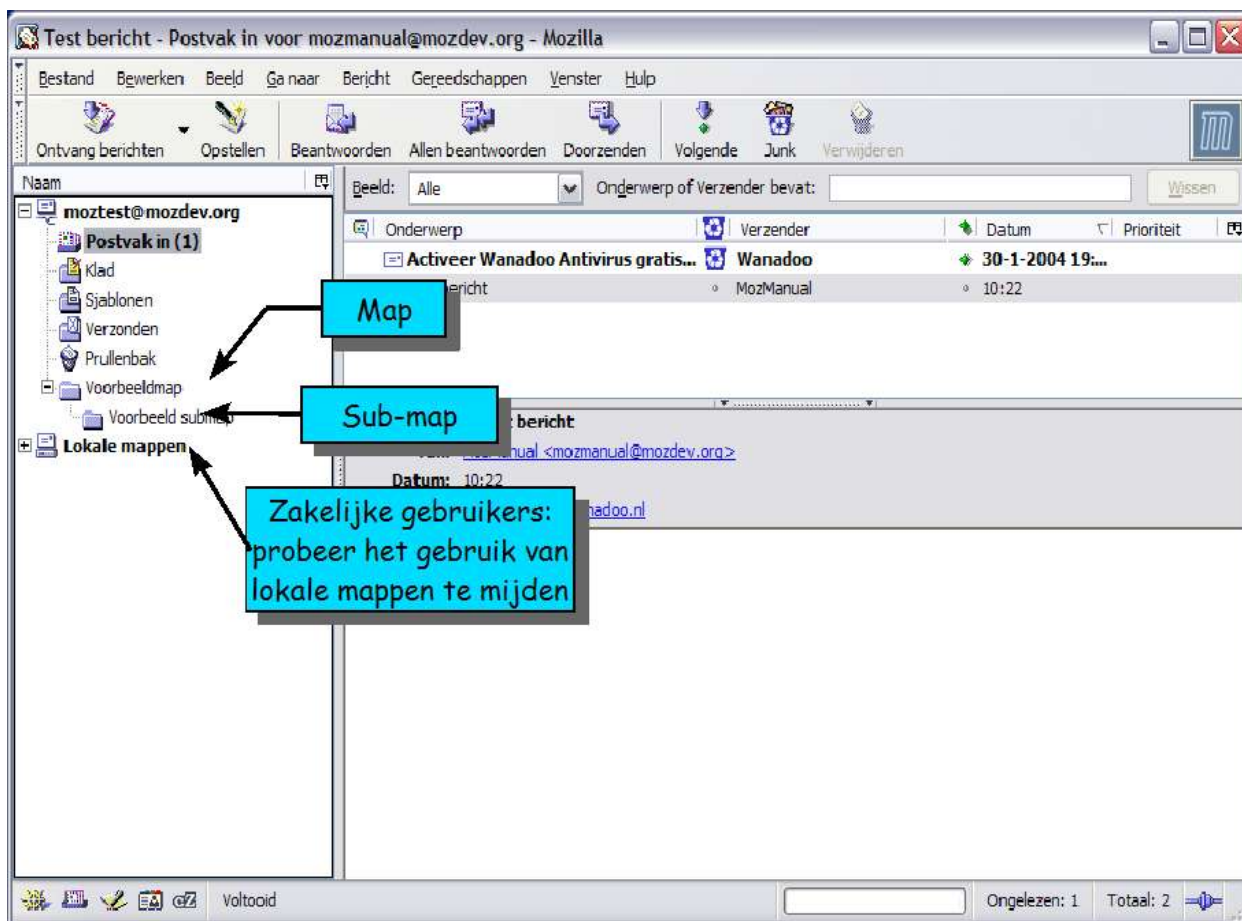 Test bericht - Postvak in voor mozmanual@mozdev.org - Mozilla
Bestand Bewerken Beeld Ga naar Bericht Gereedschappen Venster Hulp
Ontvang berichten Opstellen Beantwoorden Allen beantwoorden Doorzenden Volgende Junk Verwijderen
Naam
Beeld: Alle Onderwerp of Verzender bevat: Wissen
moztest@mozdev.org
Postvak in (1)
Klad
Sjablonen
Verzonden
Prullenbak
Voorbeeldmap
Voorbeeld submap
Lokale mappen
Onderwerp Verzender Datum Prioriteit
Activeer Wanadoo Antivirus gratis... Wanadoo 30-1-2004 19:...
bericht MozManual 10:22
Map
Sub-map
Zakelijke gebruikers:
probeer het gebruik van
lokale mappen te mijden
bericht
<mozmanual@mozdev.org>
Datum: 10:22
Voltooid Ongelezen: 1 Totaal: 2